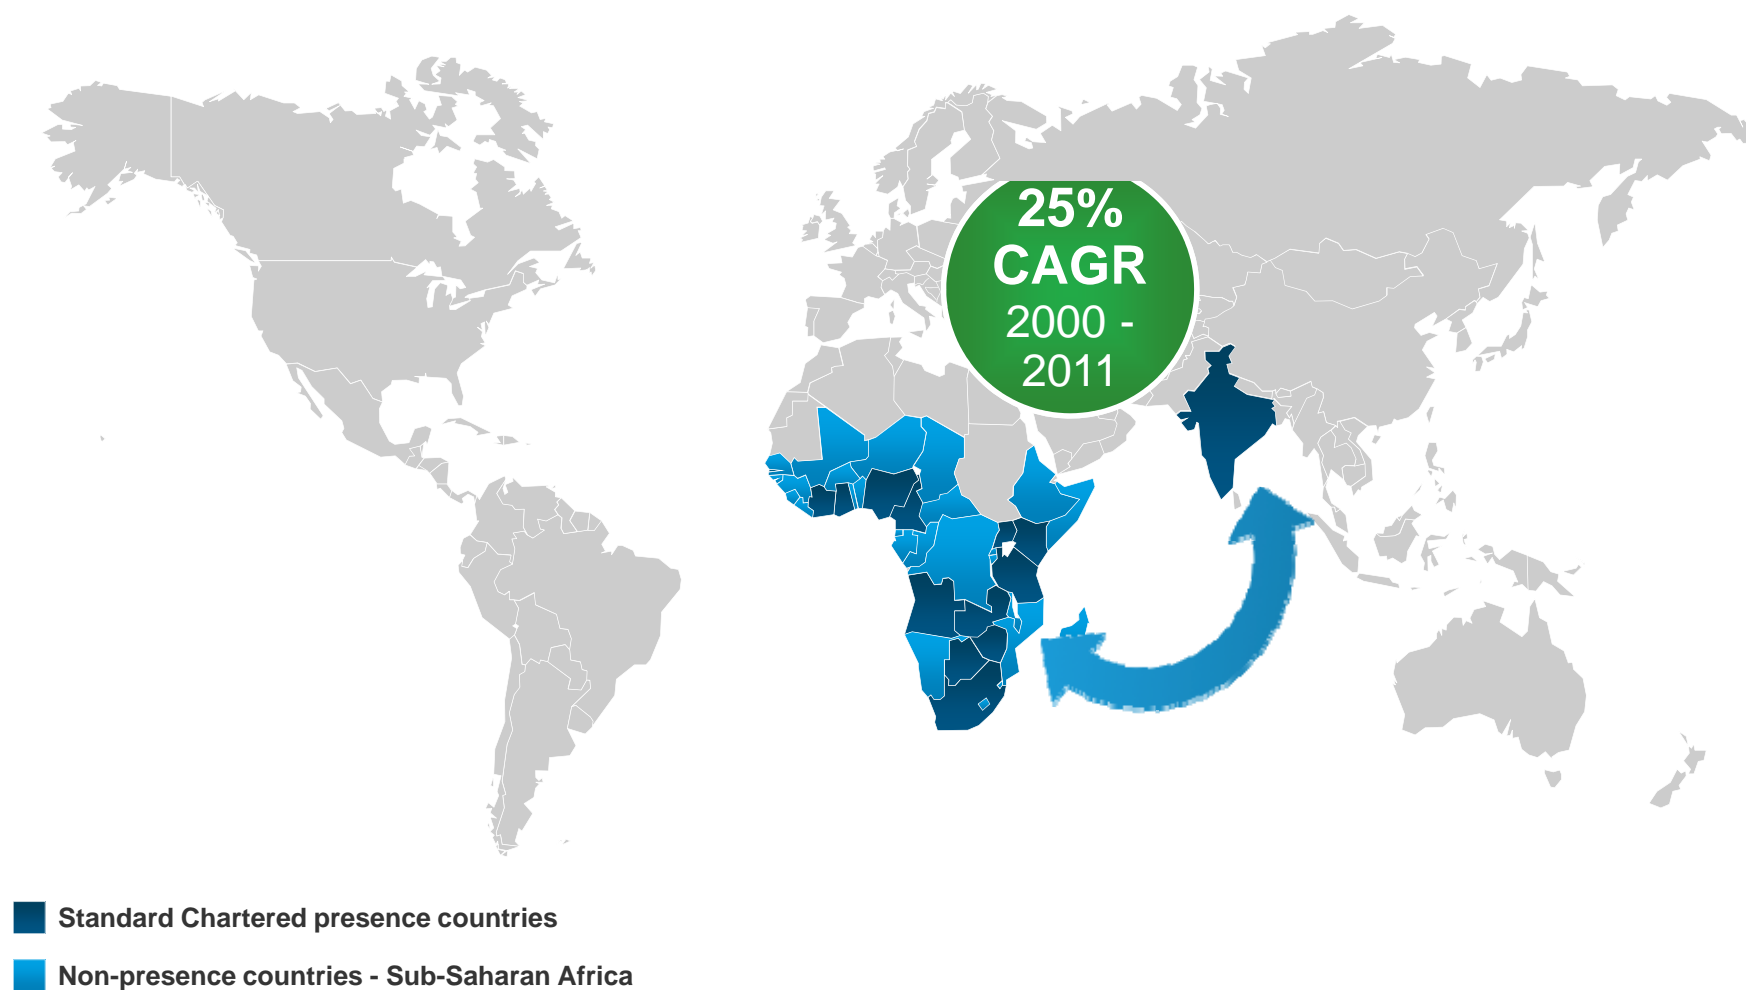 25%
CAGR
2000 -
2011
Standard Chartered presence countries
Non-presence countries - Sub-Saharan Africa